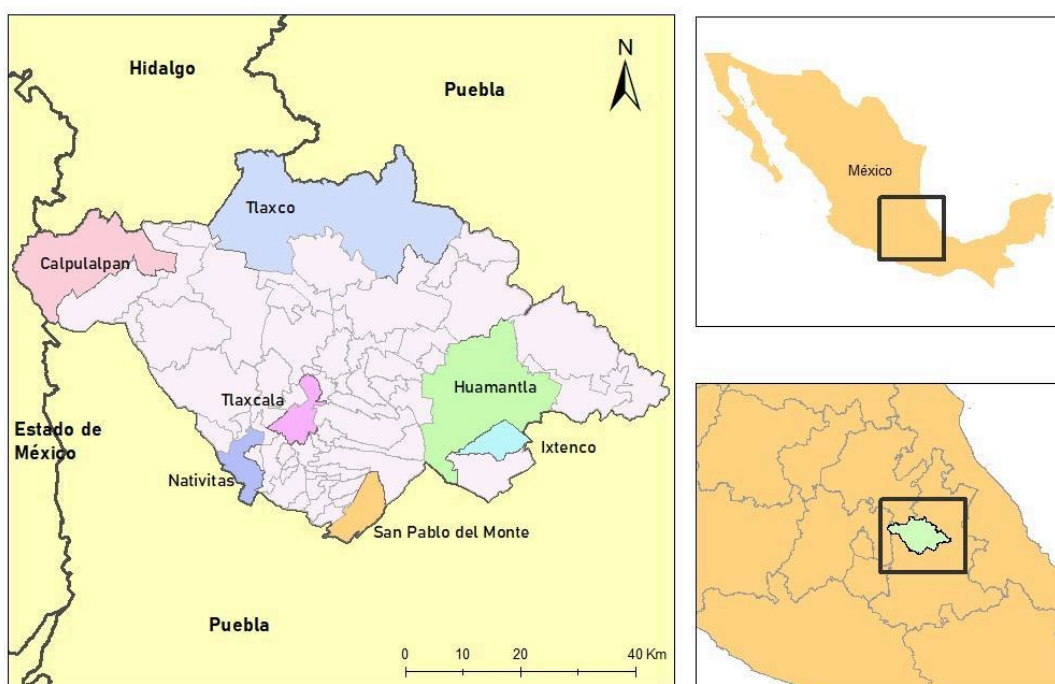 Hidalgo
Puebla
N
Tlaxco
Calpulalpan
Tlaxcala
Huamantla
Estado de
México
Ixtenco
Nativitas
San Pablo del Monte
Puebla
0 10 20 40 Km
México